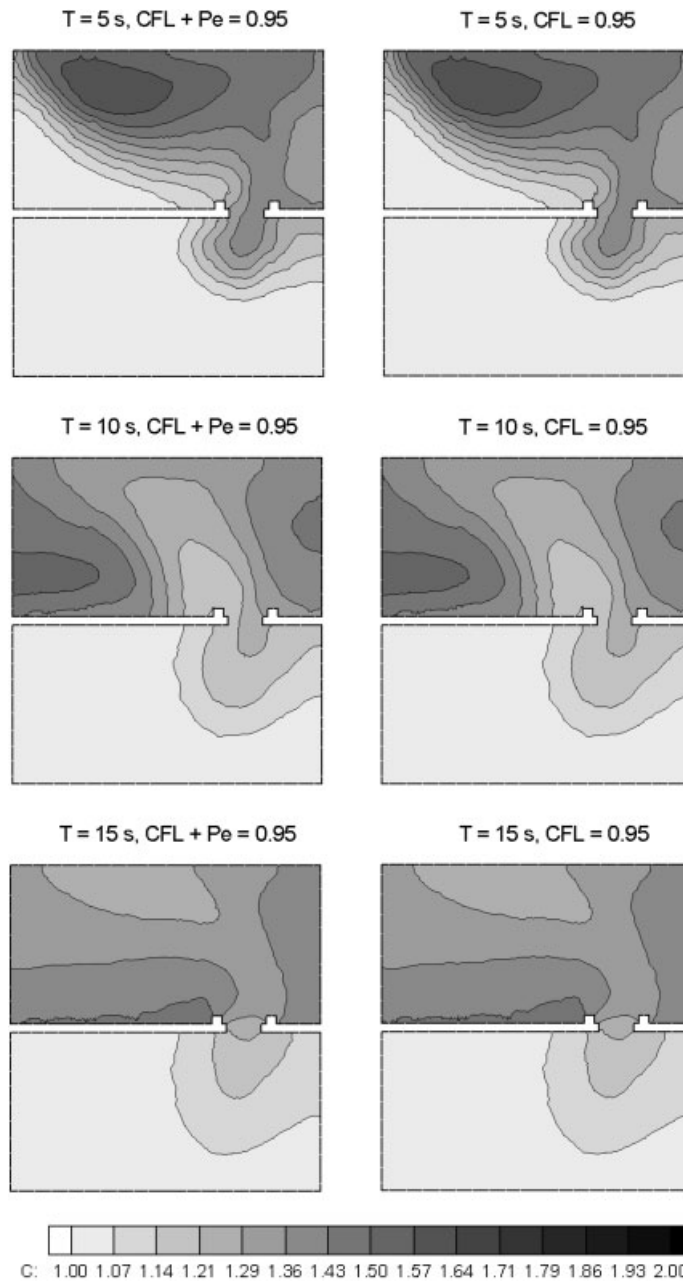 T = 5 s, CFL + Pe = 0.95
T = 5 s, CFL = 0.95
T = 10 s, CFL + Pe = 0.95
T = 10 s, CFL = 0.95
T = 15 s, CFL + Pe = 0.95
T = 15 s, CFL = 0.95
C: 1.00 1.07 1.14 1.21 1.29 1.36 1.43 1.50 1.57 1.64 1.71 1.79 1.86 1.93 2.00